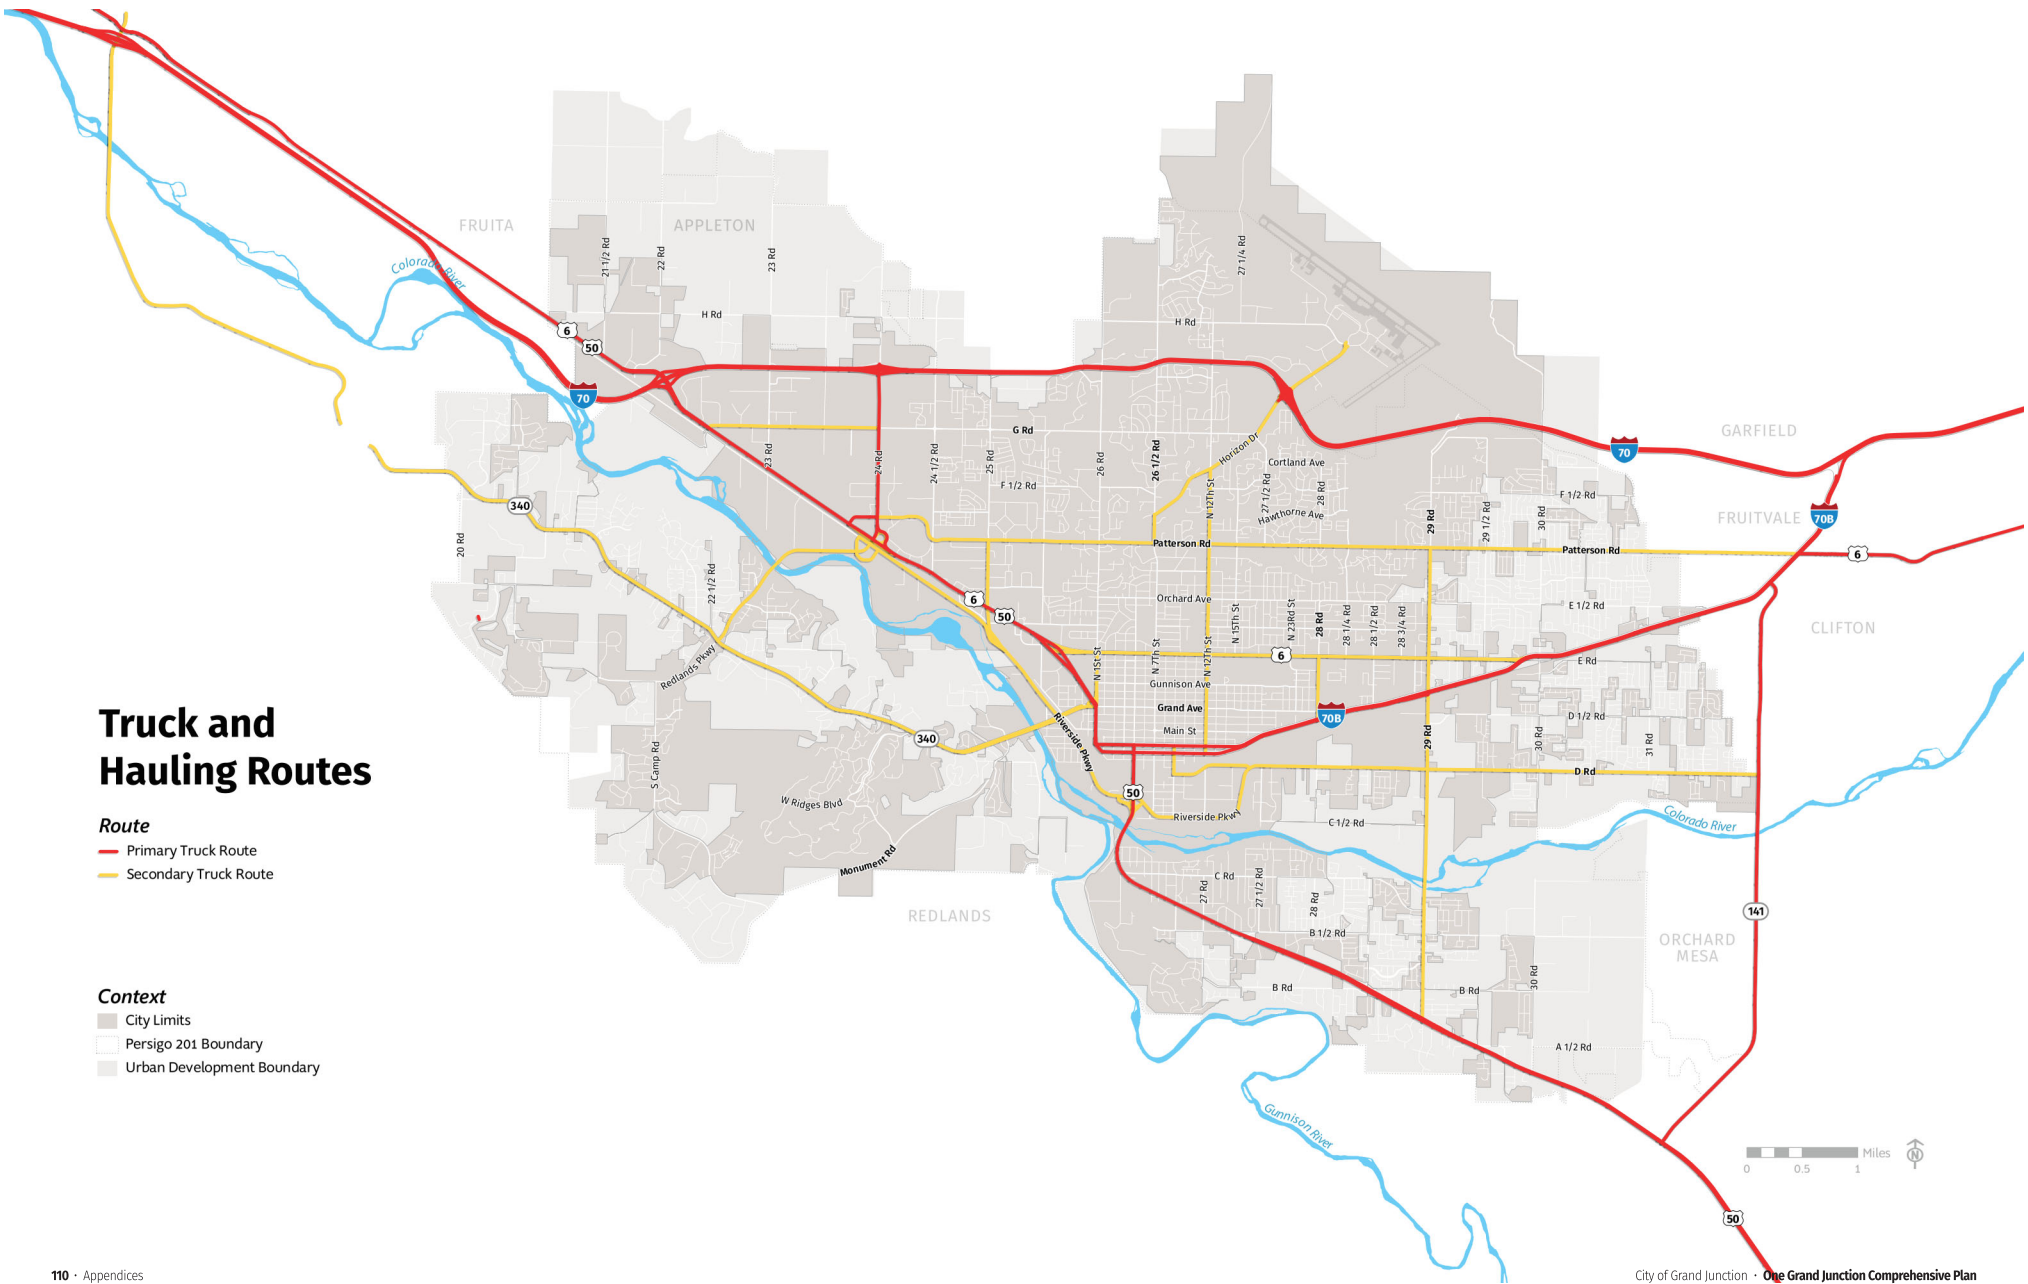 FRUITA
APPLETON
21 1/2 Rd
22 Rd
23 Rd
27 1/4 Rd
Colorado River
H Rd
H Rd
6
50
70
G Rd
23 Rd
24 Rd
24 1/2 Rd
25 Rd
26 Rd
26 1/2 Rd
Horizon Dr
Cortland Ave
GARFIELD
70
F 1/2 Rd
N 12Th St
27 1/2 Rd
28 Rd
Hawthorne Ave
29 Rd
29 1/2 Rd
30 Rd
F 1/2 Rd
FRUITVALE
70B
340
20 Rd
Patterson Rd
Patterson Rd
6
22 1/2 Rd
6
50
Orchard Ave
N 15Th St
N 23Rd St
28 Rd
28 1/4 Rd
28 1/2 Rd
28 3/4 Rd
E 1/2 Rd
CLIFTON
Redlands Pkwy
N 1St St
N 7Th St
N 12Th St
6
E Rd
Gunnison Ave
Grand Ave
Main St
70B
D 1/2 Rd
Truck and
Hauling Routes
340
Riverside Pkwy
29 Rd
30 Rd
31 Rd
S Camp Rd
D Rd
W Ridges Blvd
50
Riverside Pkwy
C 1/2 Rd
Colorado River
Route
Primary Truck Route
Secondary Truck Route
Monument Rd
C Rd
27 Rd
27 1/2 Rd
28 Rd
REDLANDS
B 1/2 Rd
141
ORCHARD
MESA
B Rd
B Rd
30 Rd
Context
City Limits
Persigo 201 Boundary
Urban Development Boundary
A 1/2 Rd
Gunnison River
Miles
N
0 0.5 1
50
110 · Appendices
City of Grand Junction · One Grand Junction Comprehensive Plan